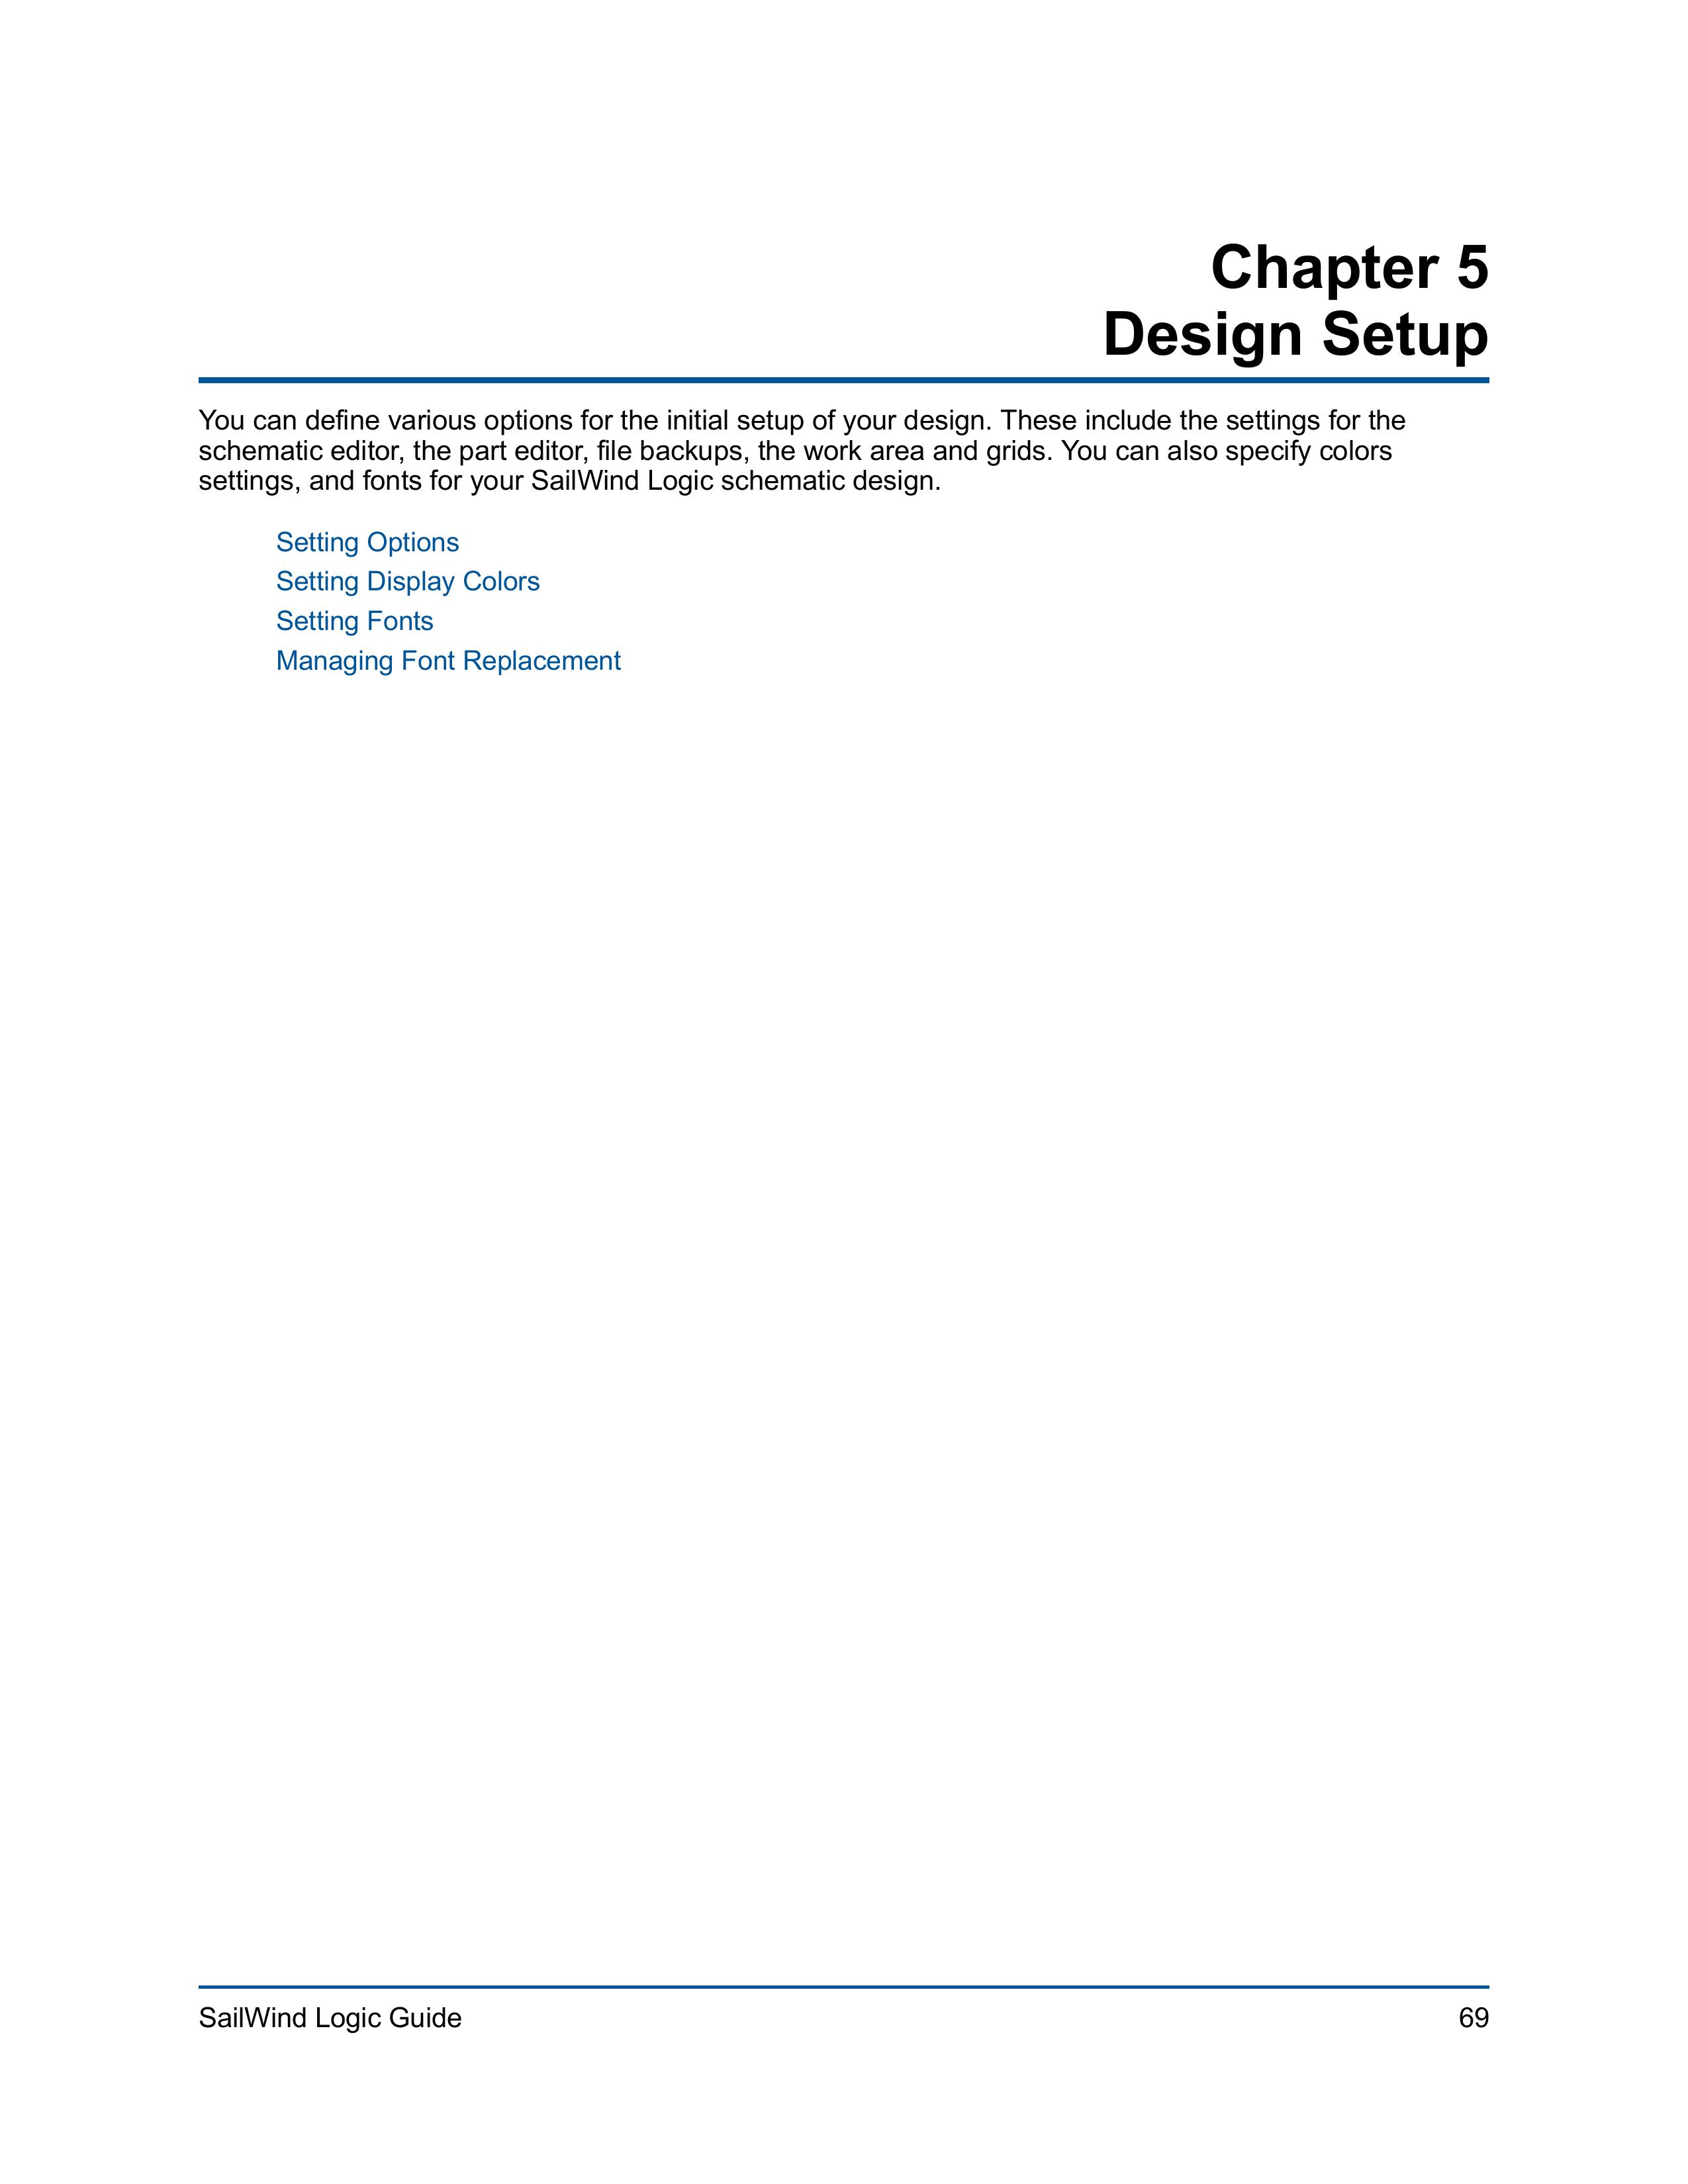 Chapter 5
Design Setup
You can define various options for the initial setup of your design. These include the settings for the
schematic editor, the part editor, file backups, the work area and grids. You can also specify colors
settings, and fonts for your SailWind Logic schematic design.
Setting Options
Setting Display Colors
Setting Fonts
Managing Font Replacement
SailWind Logic Guide
69